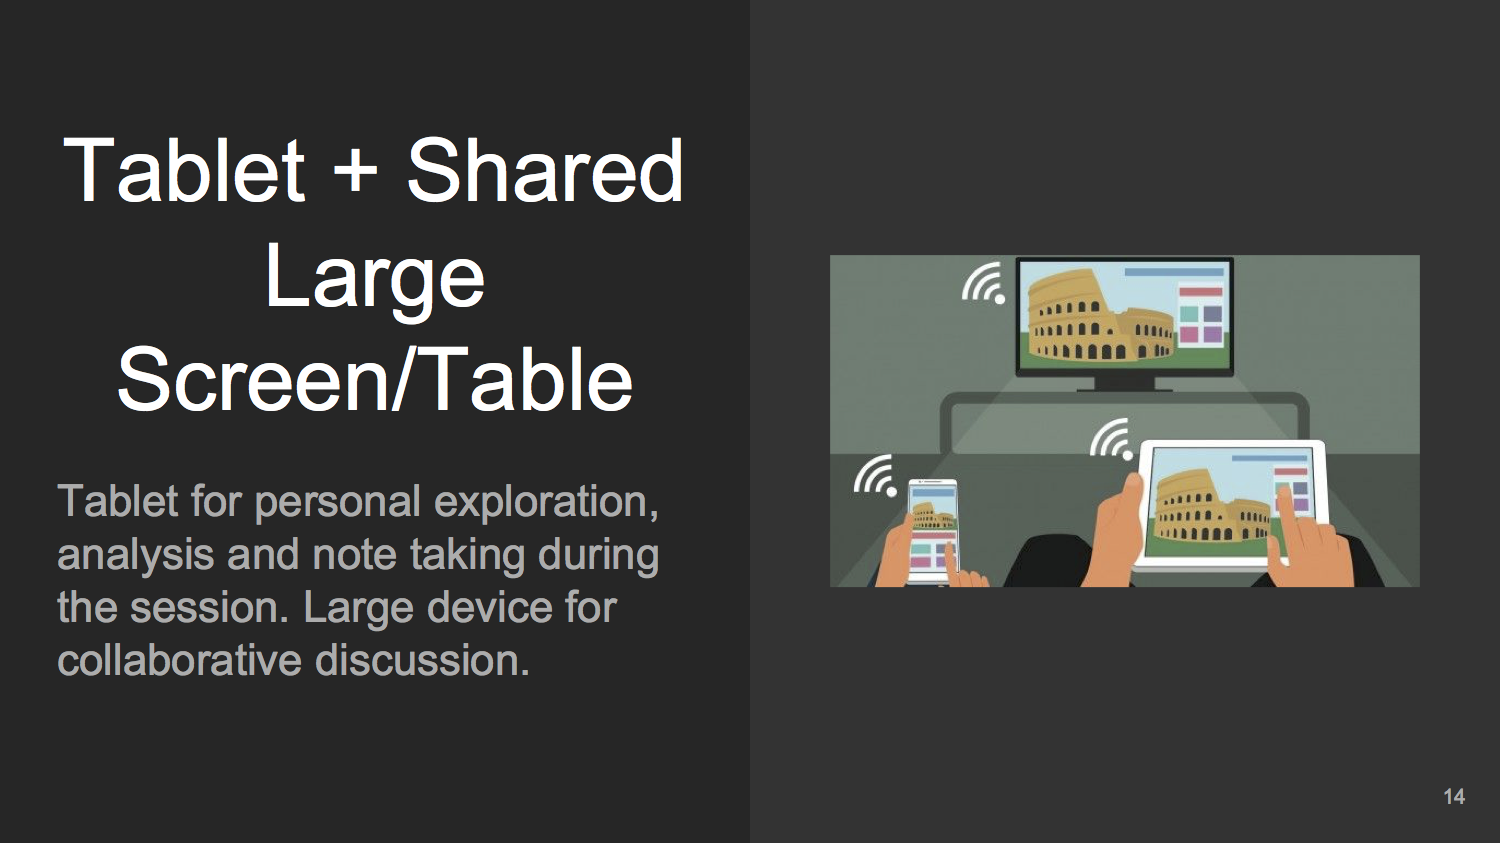 Tablet + Shared
Large
Screen/Table
Tablet for personal exploration,
analysis and note taking during
the session. Large device for
collaborative discussion.
14